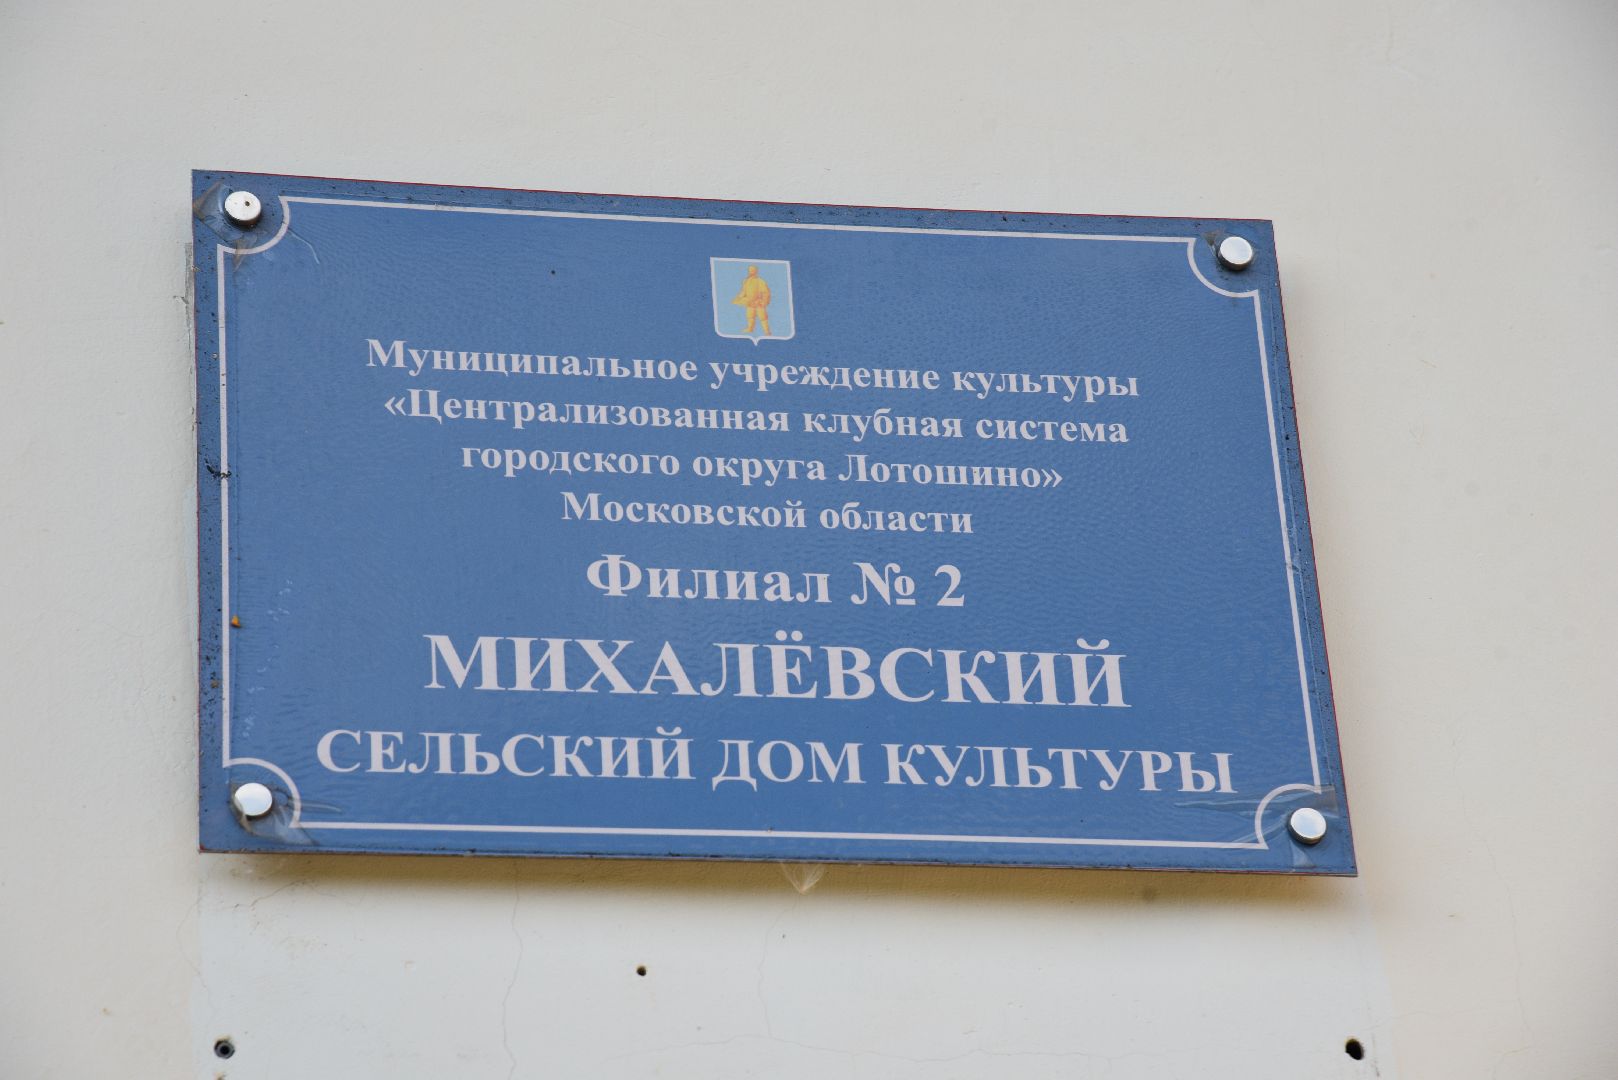 Муниципальное учреждение культуры
«Централизованная клубная система
городского округа Лотошино»
Московской области
Филиал № 2
МИХАЛЁВСКИЙ
СЕЛЬСКИЙ ДОМ КУЛЬТУРЫ